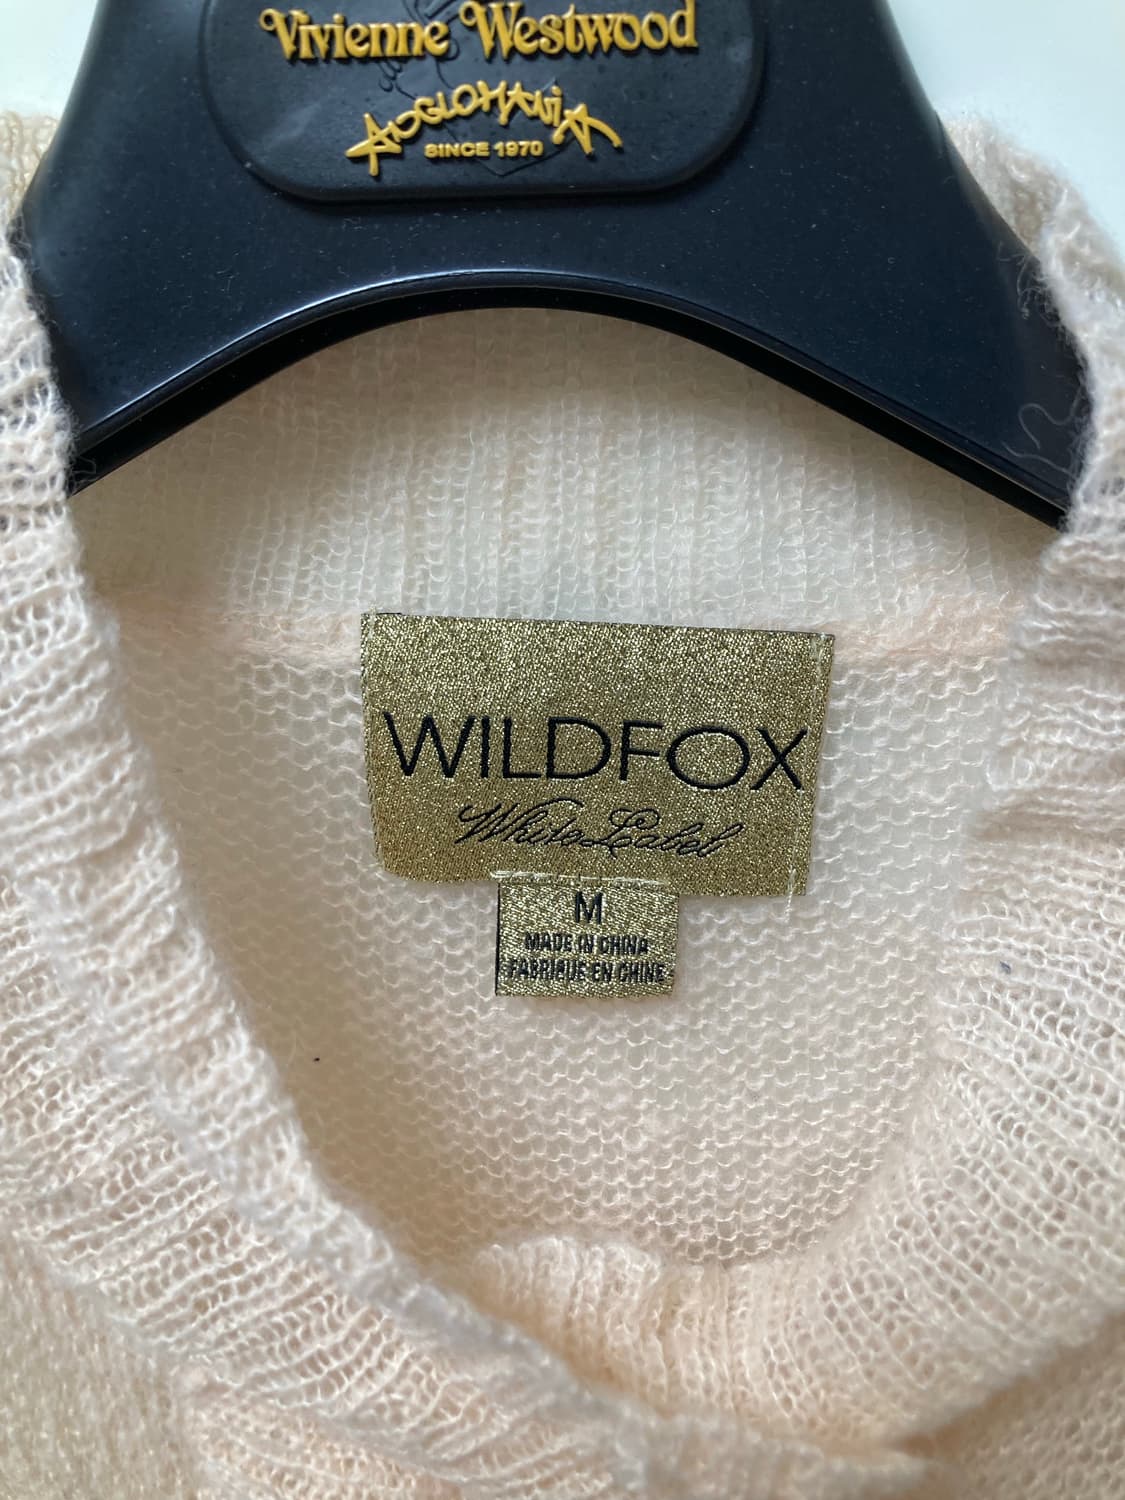 Vivienne Westwood
ANGLOMANIA
SINCE 1970
WILDFOX
White Label
M
MADE IN CHINA
FABRIQUE EN CHINE